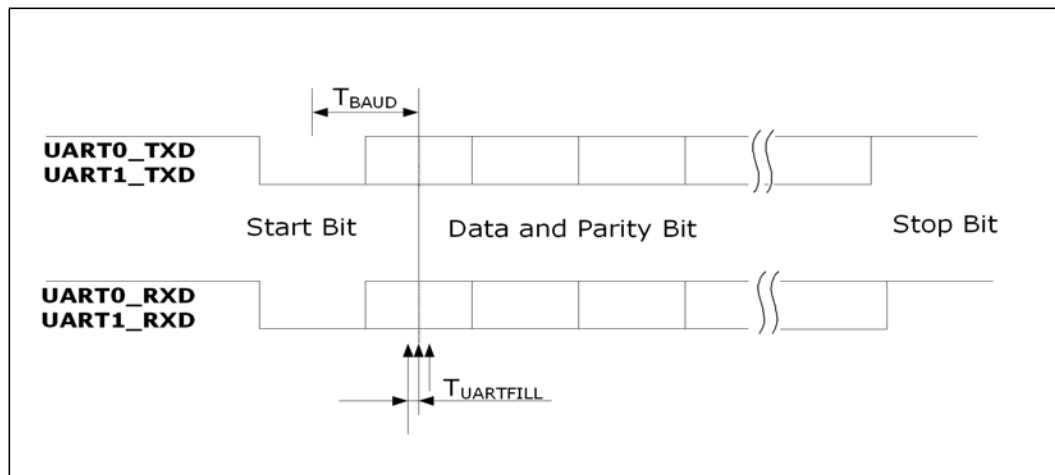 TBAUD
UART0_TXD
UART1_TXD
Start Bit
Data and Parity Bit
Stop Bit
UART0_RXD
UART1_RXD
TUARTFILL